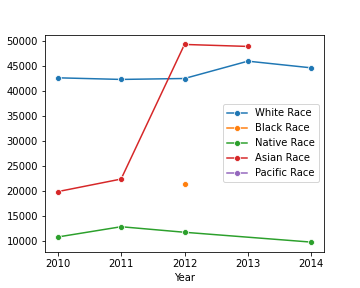 50000
45000
40000
35000
30000
25000
20000
15000
10000
White Race
Black Race
Native Race
Asian Race
Pacific Race
2010 2011 2012 2013 2014
Year